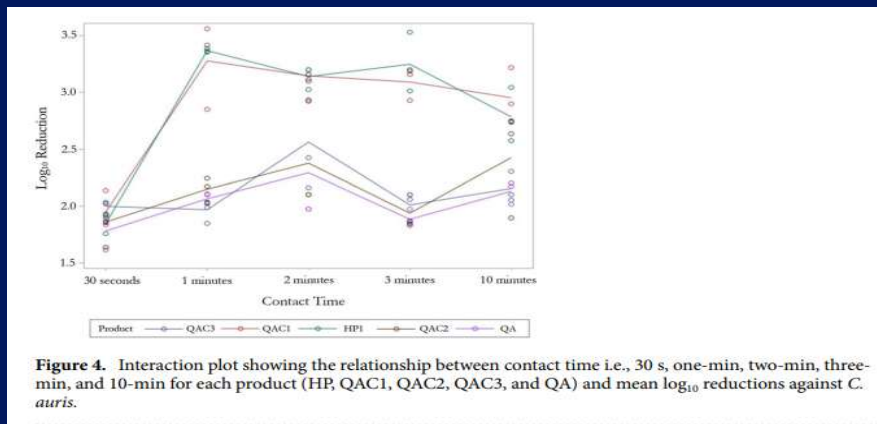 3.5
3.0
2.5
2.0
1.5
Log₁₀ Reduction
30 seconds 1 minutes 2 minutes 3 minutes 10 minutes
Contact Time
Product QAC3 QAC1 HP1 QAC2 QA
Figure 4. Interaction plot showing the relationship between contact time i.e., 30 s, one-min, two-min, three-
min, and 10-min for each product (HP, QAC1, QAC2, QAC3, and QA) and mean log₁₀ reductions against C.
auris.